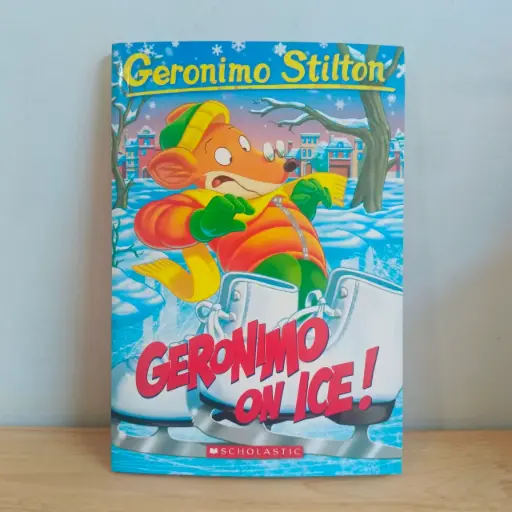 Geronimo Stilton
GERONIMO
ON ICE!
SCHOLASTIC